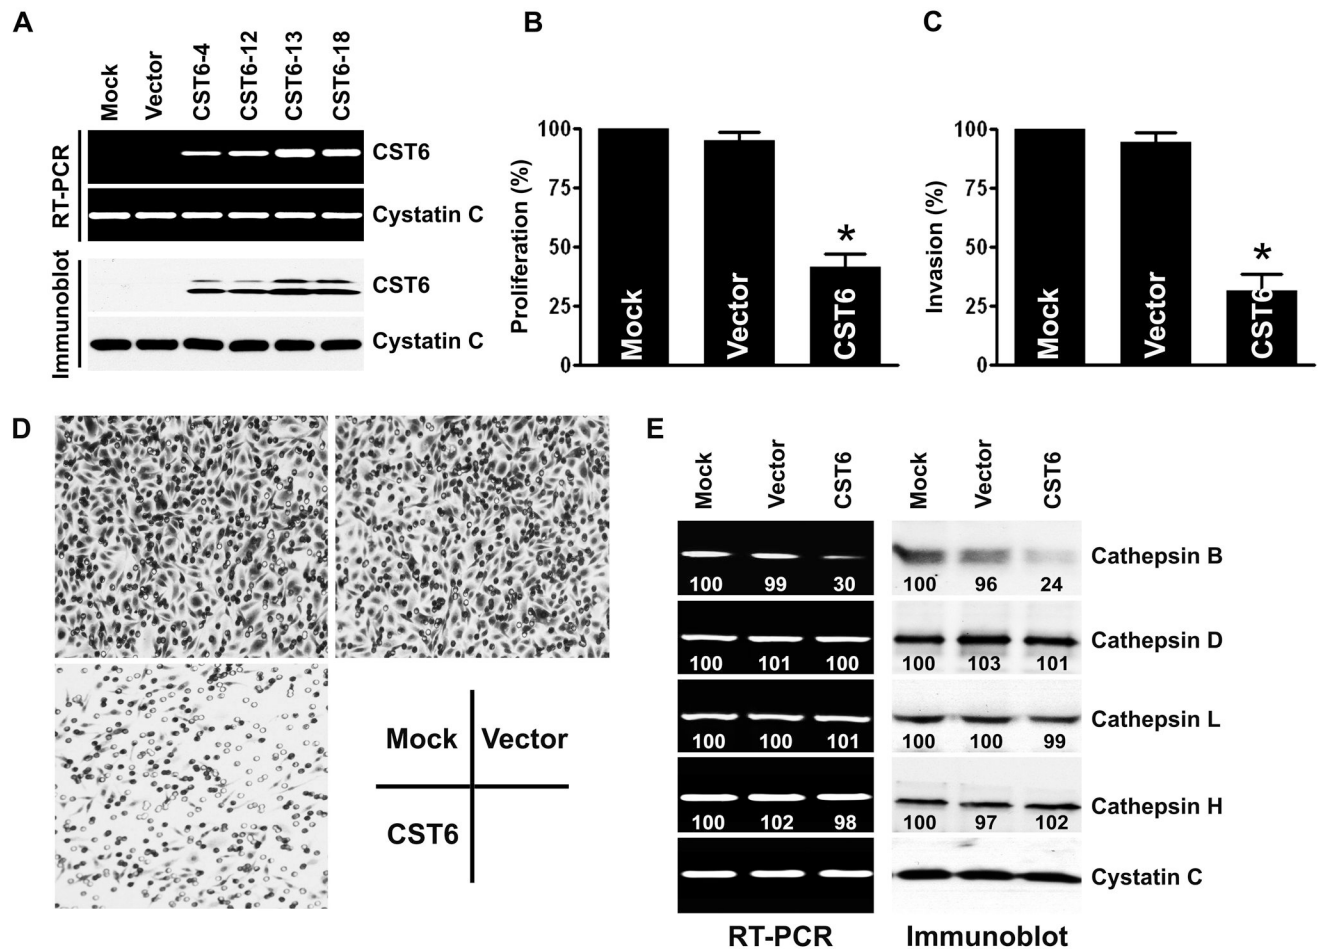 A
Mock
Vector
CST6-4
CST6-12
CST6-13
CST6-18
RT-PCR
CST6
Cystatin C
Immunoblot
CST6
Cystatin C
B
Proliferation (%)
100
75
50
25
0
*
Mock
Vector
CST6
C
Invasion (%)
100
75
50
25
0
*
Mock
Vector
CST6
D
Mock Vector
CST6
E
Mock Vector CST6 Mock Vector CST6
100 99 30 100 96 24 Cathepsin B
100 101 100 100 103 101 Cathepsin D
100 100 101 100 100 99 Cathepsin L
100 102 98 100 97 102 Cathepsin H
Cystatin C
RT-PCR Immunoblot